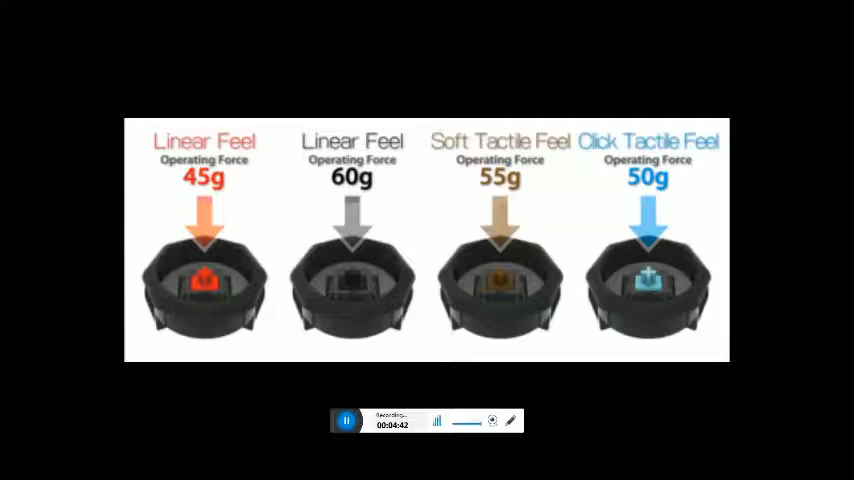 Linear Feel
Operating Force
45g
Linear Feel
Operating Force
60g
Soft Tactile Feel
Operating Force
55g
Click Tactile Feel
Operating Force
50g
Recording...
00:04:42